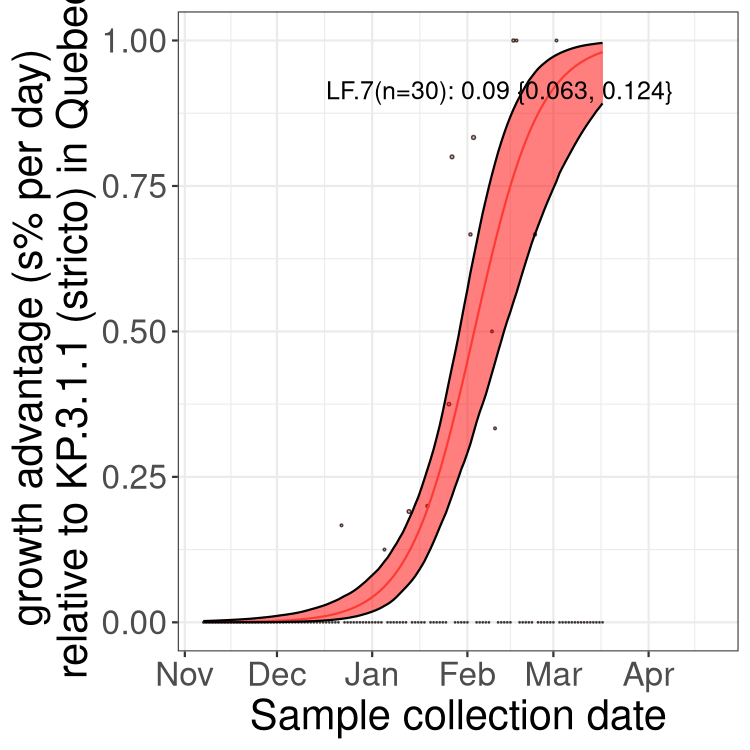 growth advantage (s% per day)
relative to KP.3.1.1 (stricto) in Quebec
1.00
0.75
0.50
0.25
0.00
LF.7(n=30): 0.09 {0.063, 0.124}
Nov Dec Jan Feb Mar Apr
Sample collection date